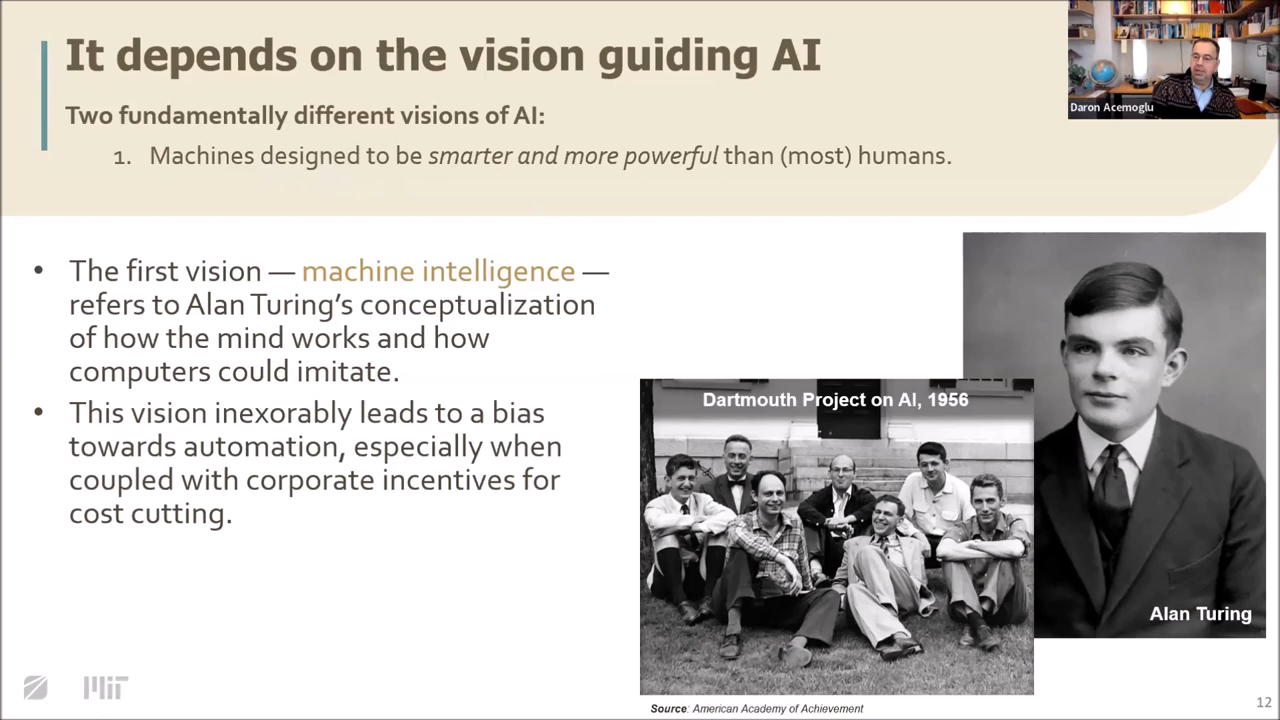 It depends on the vision guiding AI
Daron Acemoglu
Two fundamentally different visions of AI:
1. Machines designed to be smarter and more powerful than (most) humans.
• The first vision — machine intelligence —
refers to Alan Turing’s conceptualization
of how the mind works and how
computers could imitate.
• This vision inexorably leads to a bias
towards automation, especially when
coupled with corporate incentives for
cost cutting.
Dartmouth Project on AI, 1956
Alan Turing
MIT
Source: American Academy of Achievement
12